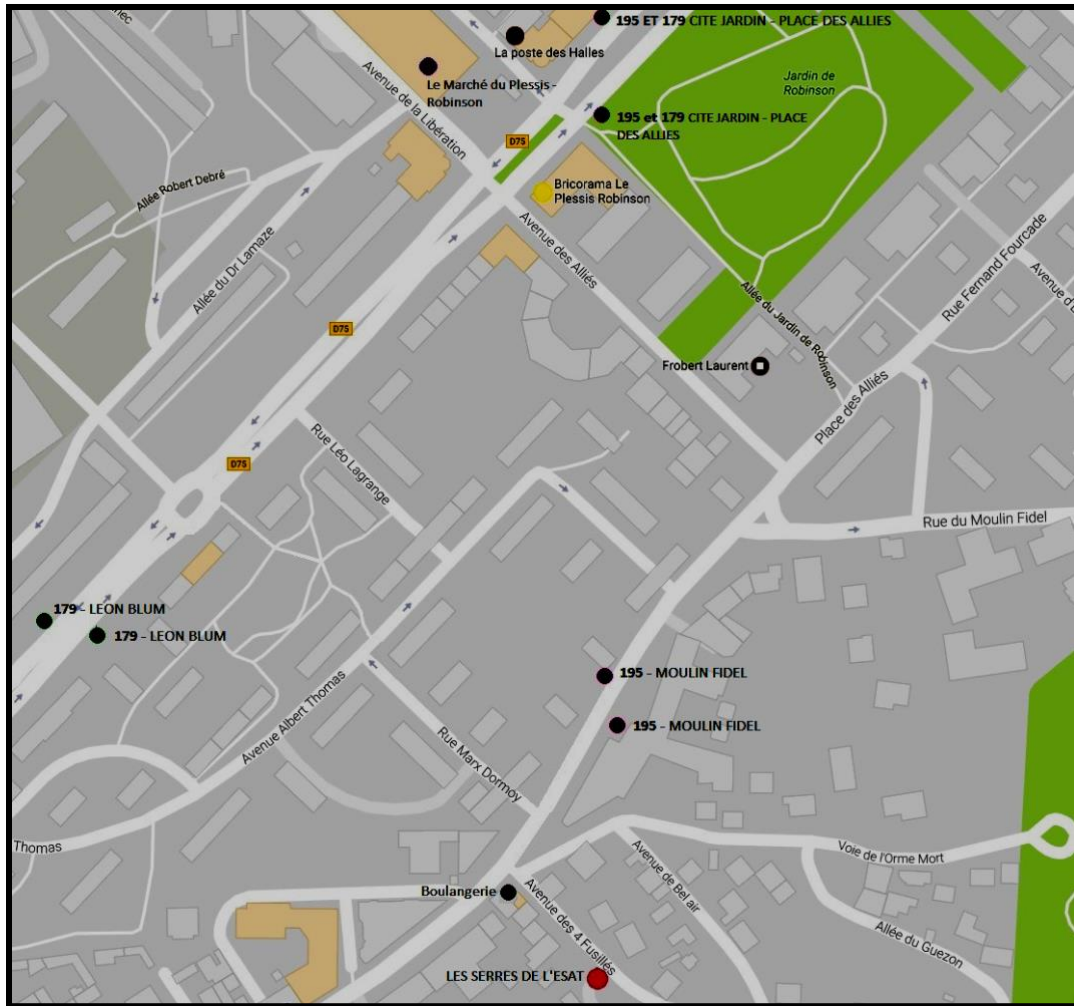 195 ET 179 CITE JARDIN - PLACE DES ALLIES
La poste des Halles
Le Marché du Plessis -
Robinson
Avenue de la Libération
Jardin de
Robinson
195 et 179 CITE JARDIN - PLACE
DES ALLIES
D75
Allée Robert Debré
Bricorama Le
Plessis Robinson
Avenue des Alliés
Allée du Dr Lamaze
Rue Fernand Fourcade
Allée du Jardin de Robinson
D75
Frobert Laurent
Place des Alliés
Rue Léo Lagrange
D75
Rue du Moulin Fidel
179 - LEON BLUM
179 - LEON BLUM
195 - MOULIN FIDEL
Avenue Albert Thomas
195 - MOULIN FIDEL
Rue Marx Dormoy
Thomas
Voie de l'Orme Mort
Avenue de Bel air
Boulangerie
Avenue des 4 Fusillés
Allée du Guezon
LES SERRES DE L'ESAT